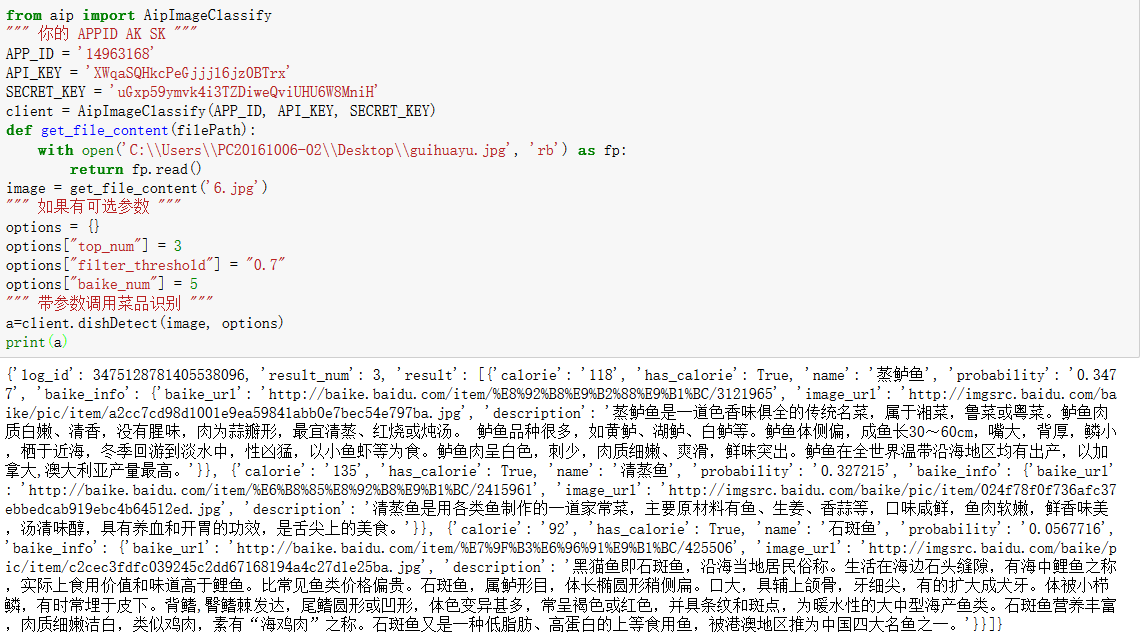 from aip import AipImageClassify
""" 你的 APPID AK SK """
APP_ID = '14963168'
API_KEY = 'XWqaSQHkcPeGjjj16jz0BTrx'
SECRET_KEY = 'uGxp59ymvk4i3TZDiweQviUHU6W8MniH'
client = AipImageClassify(APP_ID, API_KEY, SECRET_KEY)
def get_file_content(filePath):
    with open('C:\\Users\\PC20161006-02\\Desktop\\guihuayu.jpg', 'rb') as fp:
        return fp.read()
image = get_file_content('6.jpg')
""" 如果有可选参数 """
options = {}
options["top_num"] = 3
options["filter_threshold"] = "0.7"
options["baike_num"] = 5
""" 带参数调用菜品识别 """
a=client.dishDetect(image, options)
print(a)
{'log_id': 3475128781405538096, 'result_num': 3, 'result': [{'calorie': '118', 'has_calorie': True, 'name': '蒸鲈鱼', 'probability': '0.347
7', 'baike_info': {'baike_url': 'http://baike.baidu.com/item/%E8%92%B8%E9%B2%88%E9%B1%BC/3121965', 'image_url': 'http://imgsrc.baidu.com/ba
ike/pic/item/a2cc7cd98d1001e9ea59841abb0e7bec54e797ba.jpg', 'description': '蒸鲈鱼是一道色香味俱全的传统名菜，属于湘菜，鲁菜或粤菜。鲈鱼肉
质白嫩、清香，没有腥味，肉为蒜瓣形，最宜清蒸、红烧或炖汤。 鲈鱼品种很多，如黄鲈、湖鲈、白鲈等。鲈鱼体侧偏，成鱼长30～60cm，嘴大，背厚，鳞小
，栖于近海，冬季回游到淡水中，性凶猛，以小鱼虾等为食。鲈鱼肉呈白色，刺少，肉质细嫩、爽滑，鲜味突出。鲈鱼在全世界温带沿海地区均有出产，以加
拿大,澳大利亚产量最高。'}}, {'calorie': '135', 'has_calorie': True, 'name': '清蒸鱼', 'probability': '0.327215', 'baike_info': {'baike_url'
: 'http://baike.baidu.com/item/%E6%B8%85%E8%92%B8%E9%B1%BC/2415961', 'image_url': 'http://imgsrc.baidu.com/baike/pic/item/024f78f0f736afc37
ebbedcab919ebc4b64512ed.jpg', 'description': '清蒸鱼是用各类鱼制作的一道家常菜，主要原材料有鱼、生姜、香蒜等，口味咸鲜，鱼肉软嫩，鲜香味美
，汤清味醇，具有养血和开胃的功效，是舌尖上的美食。'}}, {'calorie': '92', 'has_calorie': True, 'name': '石斑鱼', 'probability': '0.0567716',
'baike_info': {'baike_url': 'http://baike.baidu.com/item/%E7%9F%B3%E6%96%91%E9%B1%BC/425506', 'image_url': 'http://imgsrc.baidu.com/baike/p
ic/item/c2cec3fdfc039245c2dd67168194a4c27d1e25ba.jpg', 'description': '黑猫鱼即石斑鱼，沿海当地居民俗称。生活在海边石头缝隙，有海中鲤鱼之称
，实际上食用价值和味道高于鲤鱼。比常见鱼类价格偏贵。石斑鱼，属鲈形目，体长椭圆形稍侧扁。口大，具辅上颌骨，牙细尖，有的扩大成犬牙。体被小栉
鳞，有时常埋于皮下。背鳍,臀鳍棘发达，尾鳍圆形或凹形，体色变异甚多，常呈褐色或红色，并具条纹和斑点，为暖水性的大中型海产鱼类。石斑鱼营养丰富
，肉质细嫩洁白，类似鸡肉，素有“海鸡肉”之称。石斑鱼又是一种低脂肪、高蛋白的上等食用鱼，被港澳地区推为中国四大名鱼之一。'}}]}